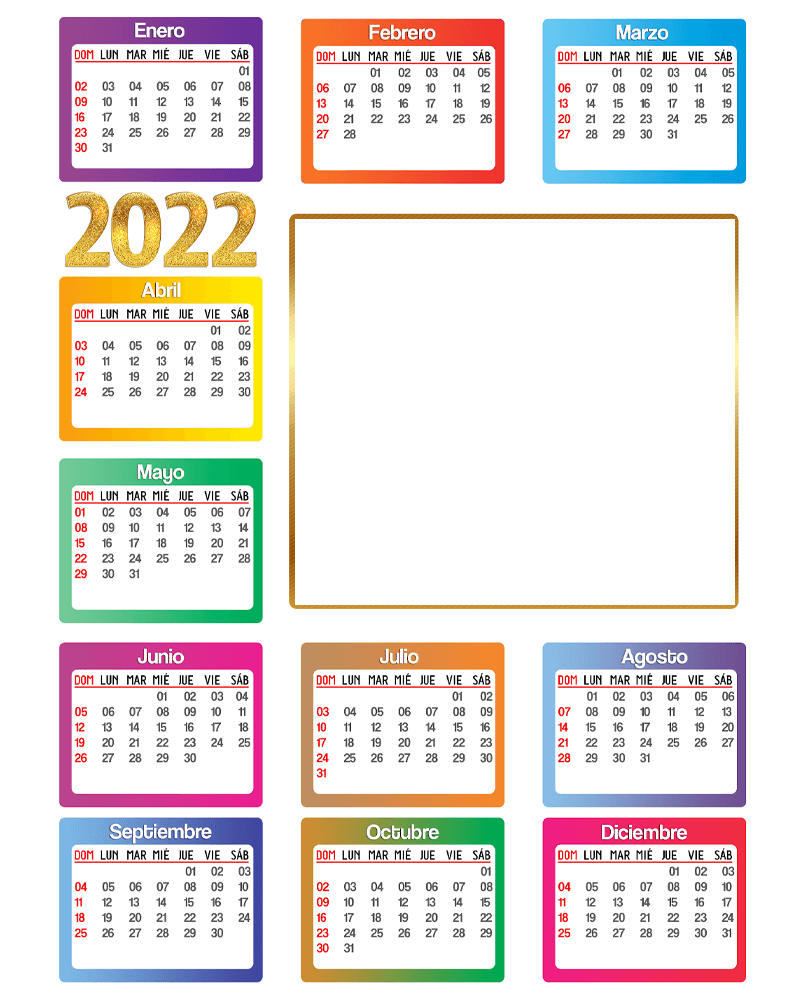 Enero
DOM LUN MAR MIÉ JUE VIE SÁB
01
02 03 04 05 06 07 08
09 10 11 12 13 14 15
16 17 18 19 20 21 22
23 24 25 26 27 28 29
30 31
Febrero
DOM LUN MAR MIÉ JUE VIE SÁB
01 02 03 04 05
06 07 08 09 10 11 12
13 14 15 16 17 18 19
20 21 22 23 24 25 26
27 28
Marzo
DOM LUN MAR MIÉ JUE VIE SÁB
01 02 03 04 05
06 07 08 09 10 11 12
13 14 15 16 17 18 19
20 21 22 23 24 25 26
27 28 29 30 31
2022
Abril
DOM LUN MAR MIÉ JUE VIE SÁB
01 02
03 04 05 06 07 08 09
10 11 12 13 14 15 16
17 18 19 20 21 22 23
24 25 26 27 28 29 30
Mayo
DOM LUN MAR MIÉ JUE VIE SÁB
01 02 03 04 05 06 07
08 09 10 11 12 13 14
15 16 17 18 19 20 21
22 23 24 25 26 27 28
29 30 31
Junio
DOM LUN MAR MIÉ JUE VIE SÁB
01 02 03 04
05 06 07 08 09 10 11
12 13 14 15 16 17 18
19 20 21 22 23 24 25
26 27 28 29 30
Julio
DOM LUN MAR MIÉ JUE VIE SÁB
01 02
03 04 05 06 07 08 09
10 11 12 13 14 15 16
17 18 19 20 21 22 23
24 25 26 27 28 29 30
31
Agosto
DOM LUN MAR MIÉ JUE VIE SÁB
01 02 03 04 05 06
07 08 09 10 11 12 13
14 15 16 17 18 19 20
21 22 23 24 25 26 27
28 29 30 31
Septiembre
DOM LUN MAR MIÉ JUE VIE SÁB
01 02 03
04 05 06 07 08 09 10
11 12 13 14 15 16 17
18 19 20 21 22 23 24
25 26 27 28 29 30
Octubre
DOM LUN MAR MIÉ JUE VIE SÁB
01
02 03 04 05 06 07 08
09 10 11 12 13 14 15
16 17 18 19 20 21 22
23 24 25 26 27 28 29
30 31
Diciembre
DOM LUN MAR MIÉ JUE VIE SÁB
01 02 03
04 05 06 07 08 09 10
11 12 13 14 15 16 17
18 19 20 21 22 23 24
25 26 27 28 29 30 31